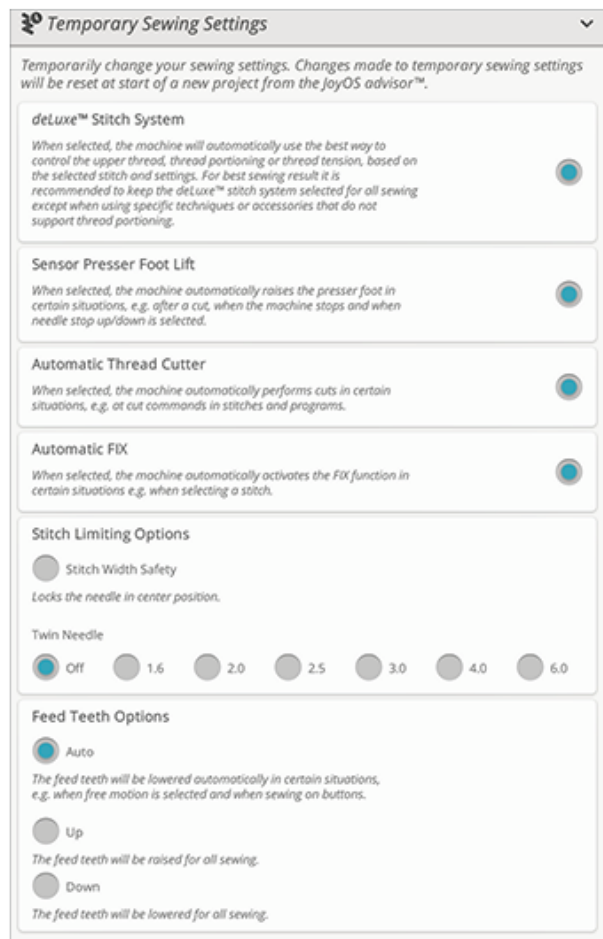 Temporary Sewing Settings
Temporarily change your sewing settings. Changes made to temporary sewing settings
will be reset at start of a new project from the JoyOS advisor™.
deLuxe™ Stitch System
When selected, the machine will automatically use the best way to
control the upper thread, thread portioning or thread tension, based on
the selected stitch and settings. For best sewing result it is
recommended to keep the deLuxe™ stitch system selected for all sewing
except when using specific techniques or accessories that do not
support thread portioning.
Sensor Presser Foot Lift
When selected, the machine automatically raises the presser foot in
certain situations, e.g. after a cut, when the machine stops and when
needle stop up/down is selected.
Automatic Thread Cutter
When selected, the machine automatically performs cuts in certain
situations, e.g. at cut commands in stitches and programs.
Automatic FIX
When selected, the machine automatically activates the FIX function in
certain situations e.g. when selecting a stitch.
Stitch Limiting Options
Stitch Width Safety
Locks the needle in center position.
Twin Needle
Off 1.6 2.0 2.5 3.0 4.0 6.0
Feed Teeth Options
Auto
The feed teeth will be lowered automatically in certain situations,
e.g. when free motion is selected and when sewing on buttons.
Up
The feed teeth will be raised for all sewing.
Down
The feed teeth will be lowered for all sewing.